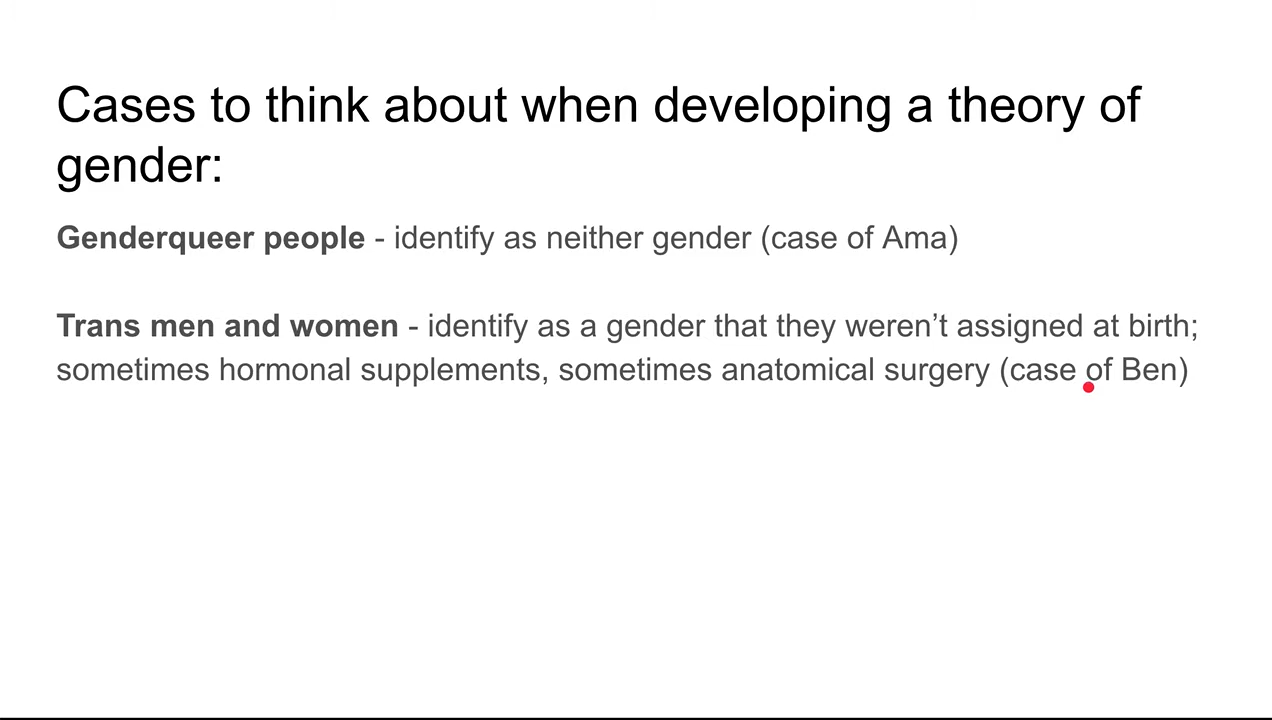 Cases to think about when developing a theory of
gender:
Genderqueer people - identify as neither gender (case of Ama)
Trans men and women - identify as a gender that they weren’t assigned at birth;
sometimes hormonal supplements, sometimes anatomical surgery (case of Ben)